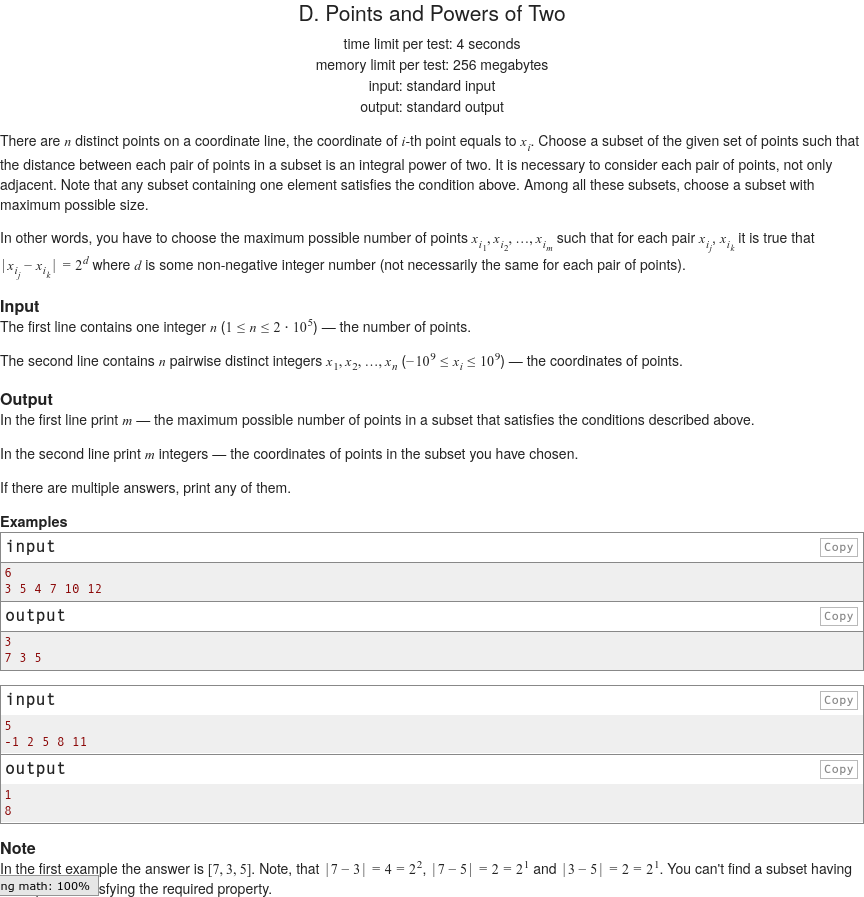 D. Points and Powers of Two
time limit per test: 4 seconds
memory limit per test: 256 megabytes
input: standard input
output: standard output
There are n distinct points on a coordinate line, the coordinate of i-th point equals to x_i. Choose a subset of the given set of points such that
the distance between each pair of points in a subset is an integral power of two. It is necessary to consider each pair of points, not only
adjacent. Note that any subset containing one element satisfies the condition above. Among all these subsets, choose a subset with
maximum possible size.
In other words, you have to choose the maximum possible number of points x_{i_1}, x_{i_2}, …, x_{i_m} such that for each pair x_{i_j}, x_{i_k} it is true that
|x_{i_j} − x_{i_k}| = 2^d where d is some non-negative integer number (not necessarily the same for each pair of points).
Input
The first line contains one integer n (1 ≤ n ≤ 2 · 10^5) — the number of points.
The second line contains n pairwise distinct integers x_1, x_2, …, x_n (−10^9 ≤ x_i ≤ 10^9) — the coordinates of points.
Output
In the first line print m — the maximum possible number of points in a subset that satisfies the conditions described above.
In the second line print m integers — the coordinates of points in the subset you have chosen.
If there are multiple answers, print any of them.
Examples
input Copy
6
3 5 4 7 10 12
output Copy
3
7 3 5
input Copy
5
-1 2 5 8 11
output Copy
1
8
Note
In the first example the answer is [7, 3, 5]. Note, that |7 − 3| = 4 = 2^2, |7 − 5| = 2 = 2^1 and |3 − 5| = 2 = 2^1. You can't find a subset having
ng math: 100% sfying the required property.